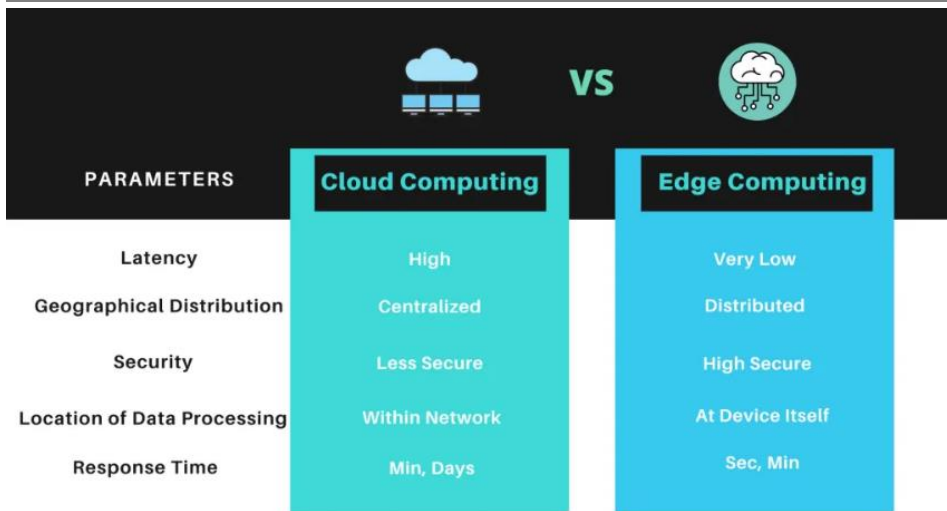 VS
PARAMETERS Cloud Computing Edge Computing
Latency High Very Low
Geographical Distribution Centralized Distributed
Security Less Secure High Secure
Location of Data Processing Within Network At Device Itself
Response Time Min, Days Sec, Min